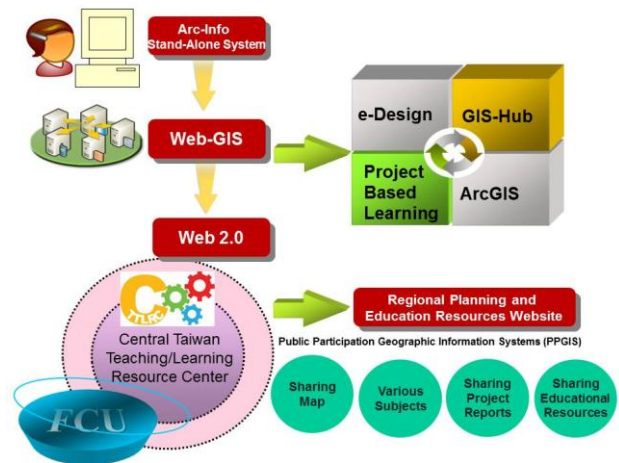 Arc-Info
Stand-Alone System
Web-GIS
e-Design
GIS-Hub
Project
Based
Learning
ArcGIS
Web 2.0
C
TTLRC
Central Taiwan
Teaching/Learning
Resource Center
FCU
Regional Planning and
Education Resources Website
Public Participation Geographic Information Systems (PPGIS)
Sharing
Map
Various
Subjects
Sharing
Project
Reports
Sharing
Educational
Resources